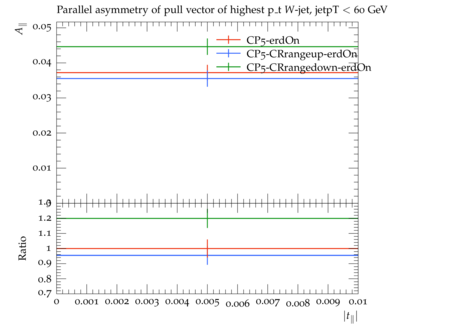 Parallel asymmetry of pull vector of highest p_t W-jet, jetpT < 60 GeV
A∥
0.05
CP5-erdOn
CP5-CRrangeup-erdOn
CP5-CRrangedown-erdOn
0.04
0.03
0.02
0.01
Ratio
1.2
1.1
1
0.9
0.8
0.7
0 0.001 0.002 0.003 0.004 0.005 0.006 0.007 0.008 0.009 0.01
|t∥|